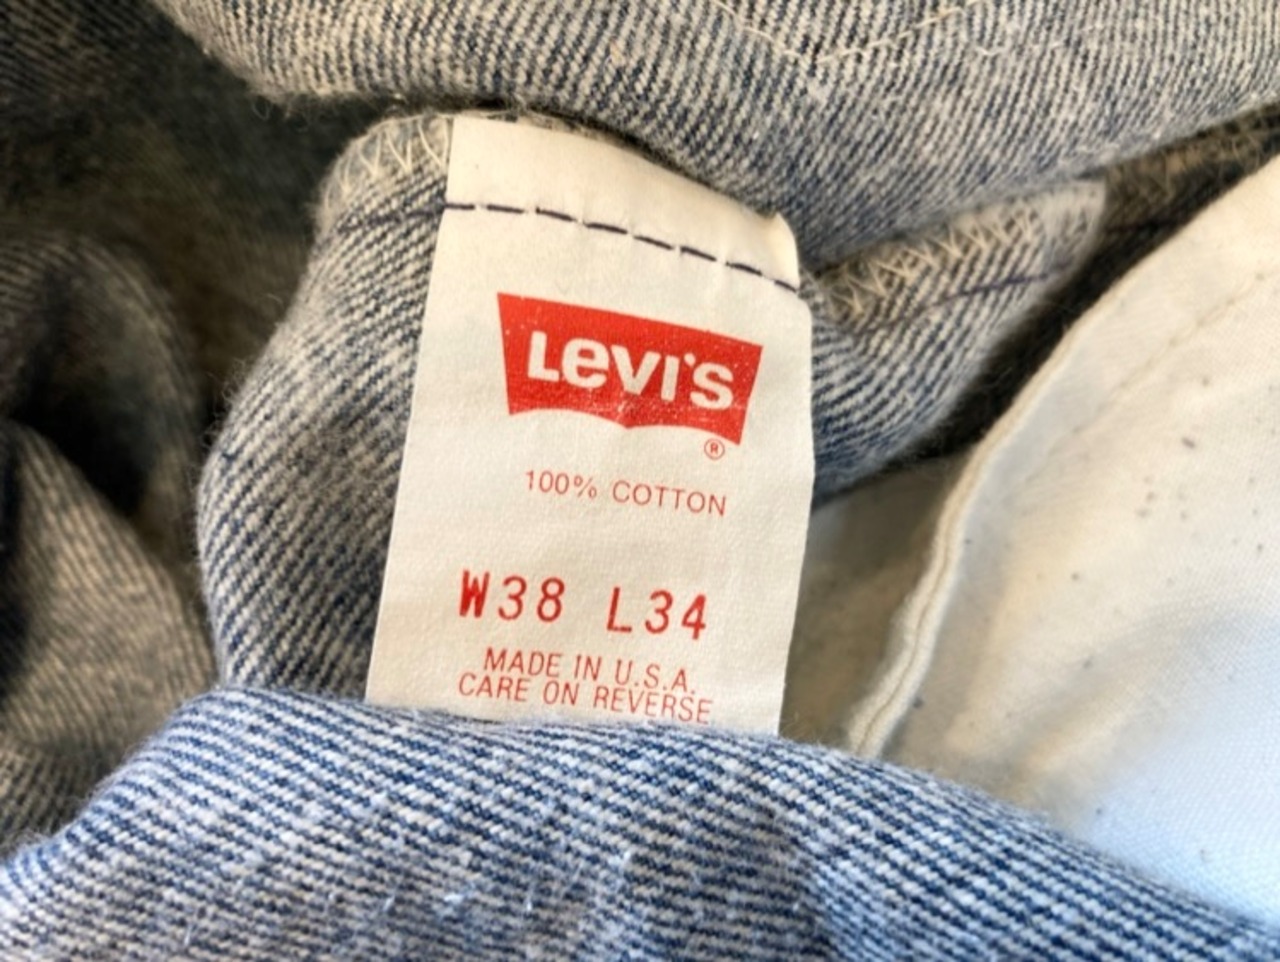 Levi's
®
100% COTTON
W38 L34
MADE IN U.S.A.
CARE ON REVERSE